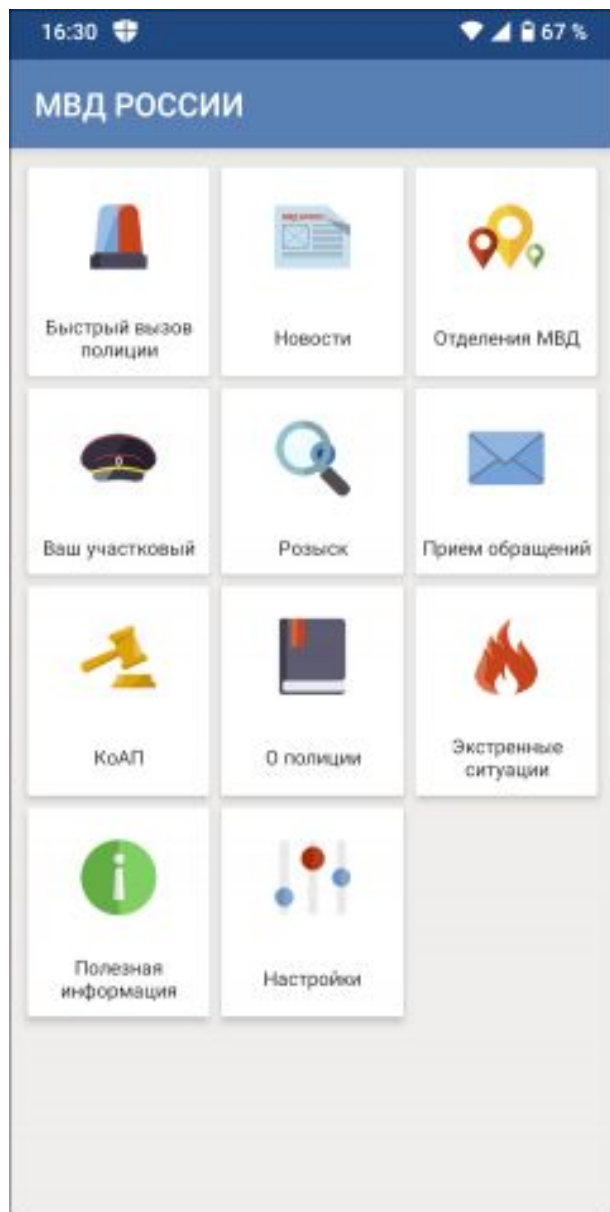 16:30
67 %
МВД РОССИИ
Быстрый вызов
полиции
Новости
Отделения МВД
Ваш участковый
Розыск
Прием обращений
КоАП
О полиции
Экстренные
ситуации
Полезная
информация
Настройки